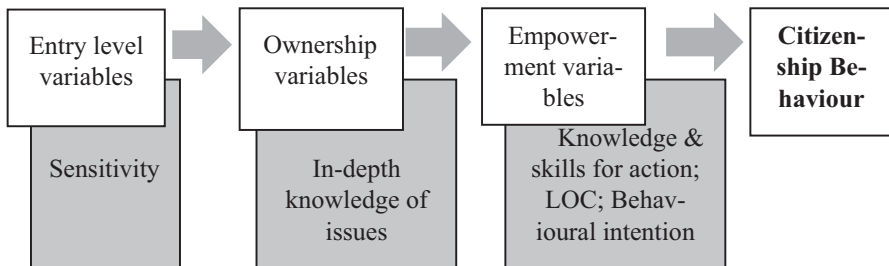 Entry level
variables
Sensitivity
Ownership
variables
In-depth
knowledge of
issues
Empower-
ment varia-
bles
Knowledge &
skills for action;
LOC; Behav-
ioural intention
Citizen-
ship Be-
haviour